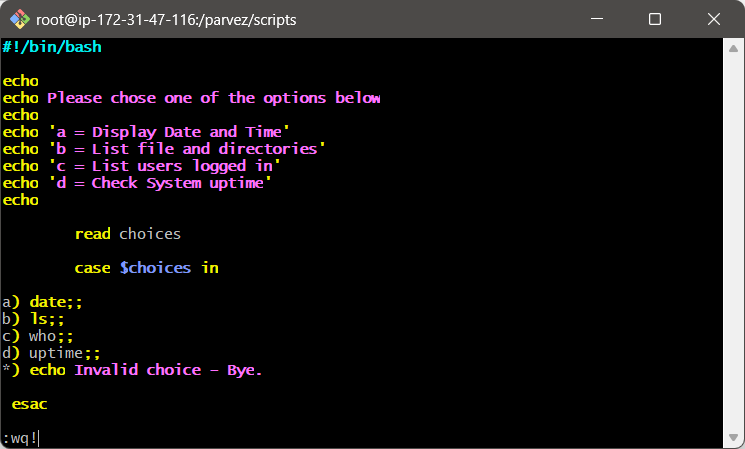 root@ip-172-31-47-116:/parvez/scripts
#!/bin/bash
echo
echo Please chose one of the options below
echo
echo 'a = Display Date and Time'
echo 'b = List file and directories'
echo 'c = List users logged in'
echo 'd = Check System uptime'
echo
read choices
case $choices in
a) date;;
b) ls;;
c) who;;
d) uptime;;
*) echo Invalid choice - Bye.
esac
:wq!